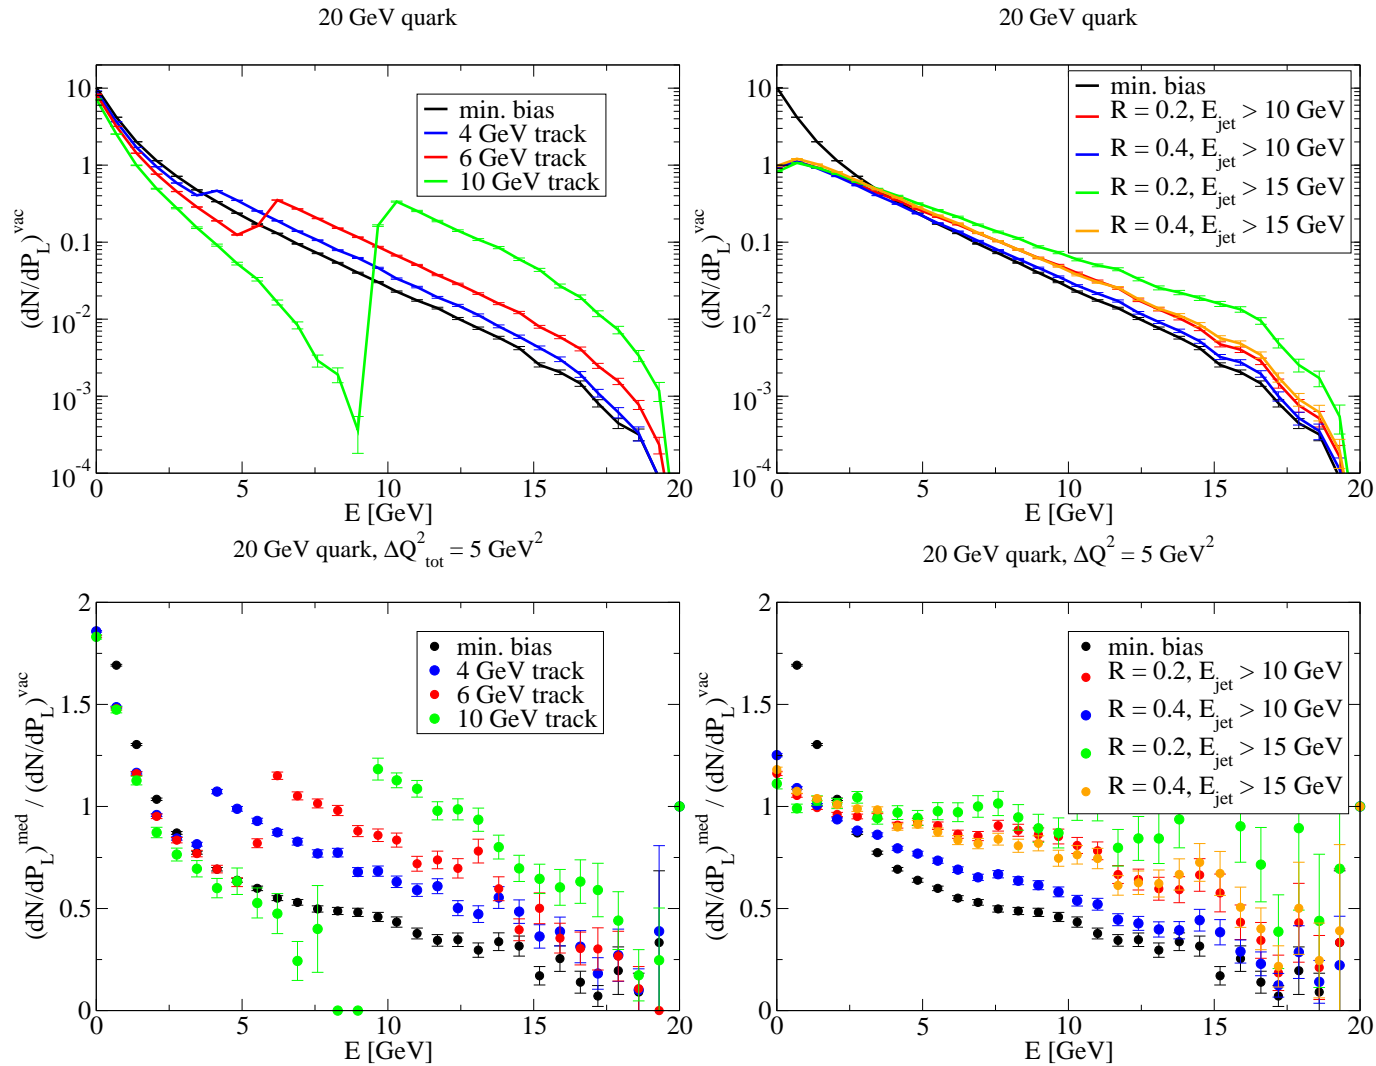 20 GeV quark
(dN/dP_L)^vac
10
1
0.1
10^-2
10^-3
10^-4
min. bias
4 GeV track
6 GeV track
10 GeV track
0
5
10
15
20
E [GeV]
20 GeV quark
(dN/dP_L)^vac
10
1
0.1
10^-2
10^-3
10^-4
min. bias
R = 0.2, E_jet > 10 GeV
R = 0.4, E_jet > 10 GeV
R = 0.2, E_jet > 15 GeV
R = 0.4, E_jet > 15 GeV
0
5
10
15
20
E [GeV]
20 GeV quark, ΔQ^2_tot = 5 GeV^2
(dN/dP_L)^med / (dN/dP_L)^vac
2
1.5
1
0.5
0
min. bias
4 GeV track
6 GeV track
10 GeV track
0
5
10
15
20
E [GeV]
20 GeV quark, ΔQ^2 = 5 GeV^2
(dN/dP_L)^med / (dN/dP_L)^vac
2
1.5
1
0.5
0
min. bias
R = 0.2, E_jet > 10 GeV
R = 0.4, E_jet > 10 GeV
R = 0.2, E_jet > 15 GeV
R = 0.4, E_jet > 15 GeV
0
5
10
15
20
E [GeV]